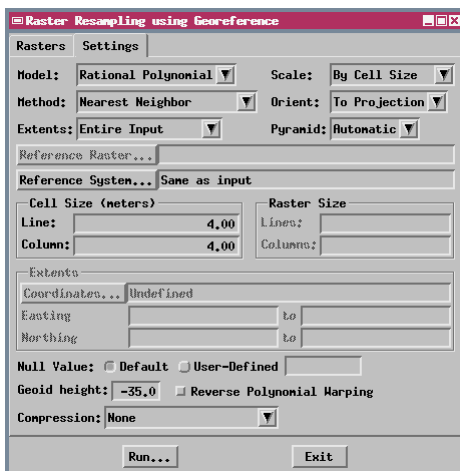 Raster Resampling using Georeference
Rasters Settings
Model: Rational Polynomial Scale: By Cell Size
Method: Nearest Neighbor Orient: To Projection
Extents: Entire Input Pyramid: Automatic
Reference Raster...
Reference System... Same as input
Cell Size (meters) Raster Size
Line: 4.00 Lines:
Column: 4.00 Columns:
Extents
Coordinates... Undefined
Easting to
Northing to
Null Value: Default User-Defined
Geoid height: -35.0 Reverse Polynomial Warping
Compression: None
Run... Exit